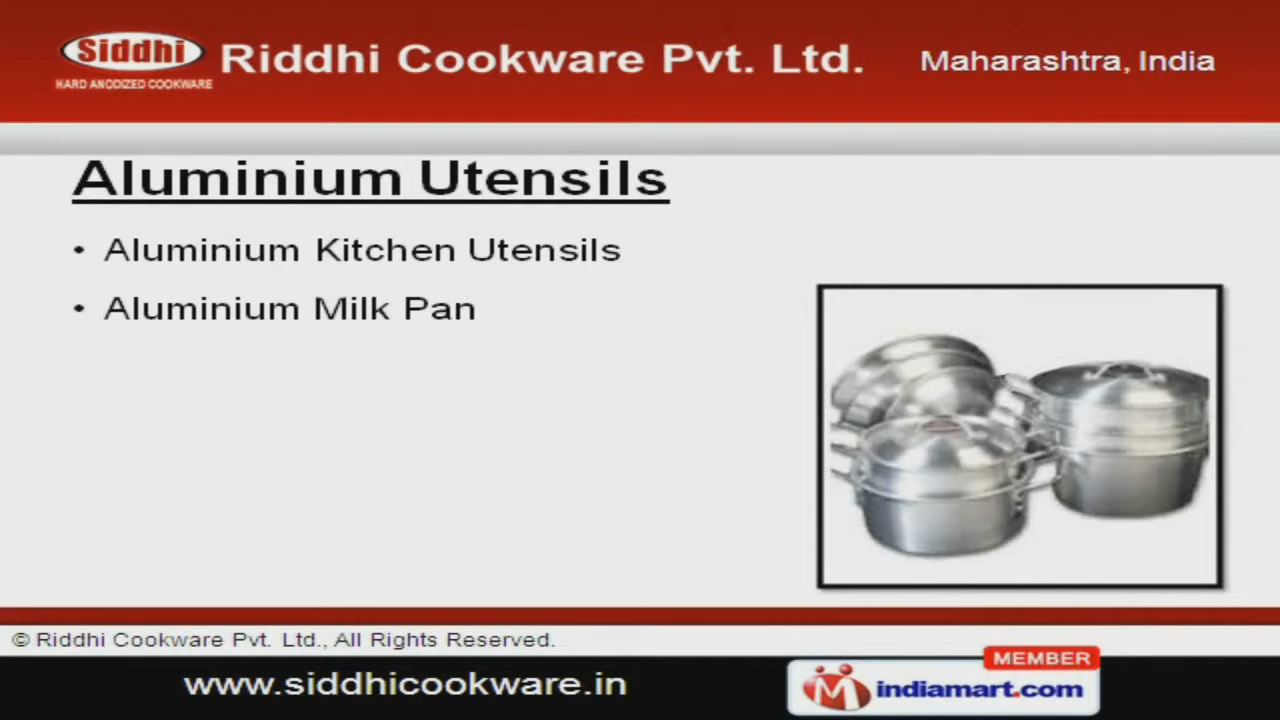 Siddhi
HARD ANODIZED COOKWARE
Riddhi Cookware Pvt. Ltd.
Maharashtra, India
Aluminium Utensils
• Aluminium Kitchen Utensils
• Aluminium Milk Pan
© Riddhi Cookware Pvt. Ltd., All Rights Reserved.
www.siddhicookware.in
MEMBER
indiamart.com